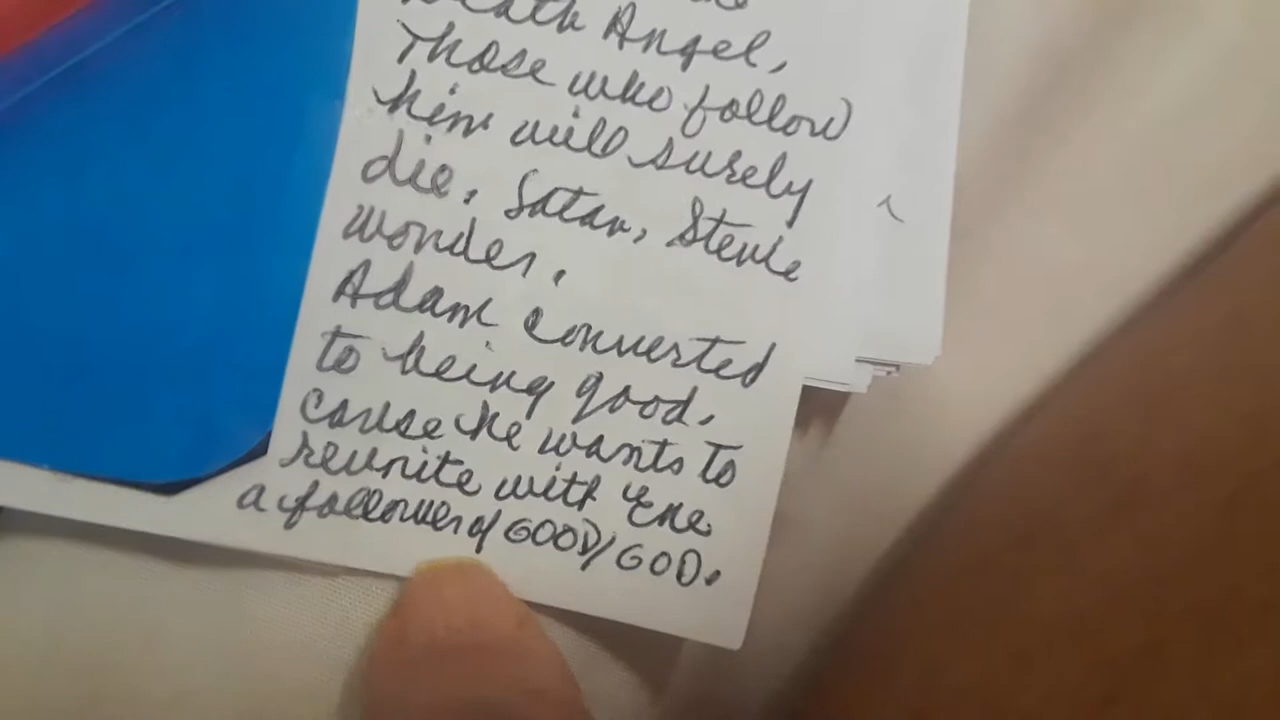 Death Angel,
Those who follow
him will surely
die, Satan, Stevie
wonder.
Adam converted
to being good,
cause he wants to
reunite with Eve
a follower of GOOD/GOD.